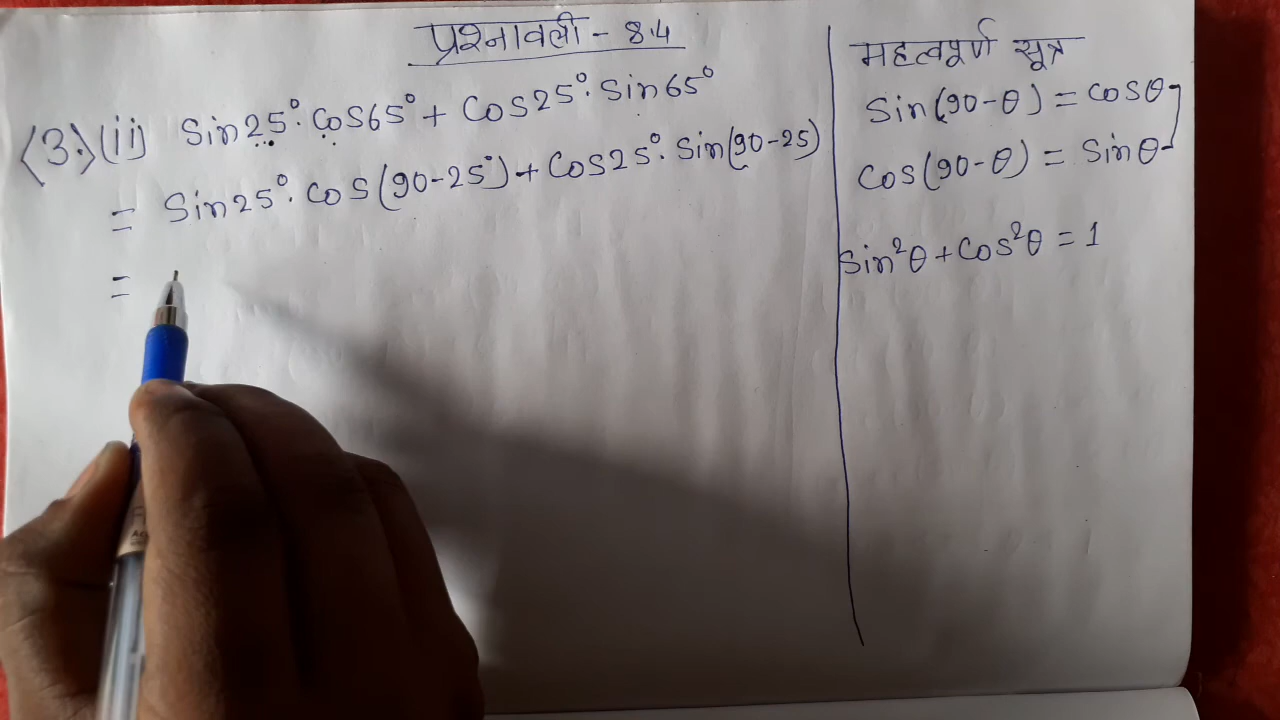 प्रश्नावली - 8.4
(3.) (ii) Sin25°. Cos65° + Cos25°. Sin65°
= Sin25°. Cos(90-25°) + Cos25°. Sin(90-25)
=
महत्वपूर्ण सूत्र
Sin(90-θ) = Cosθ
Cos(90-θ) = Sinθ
Sin²θ + Cos²θ = 1